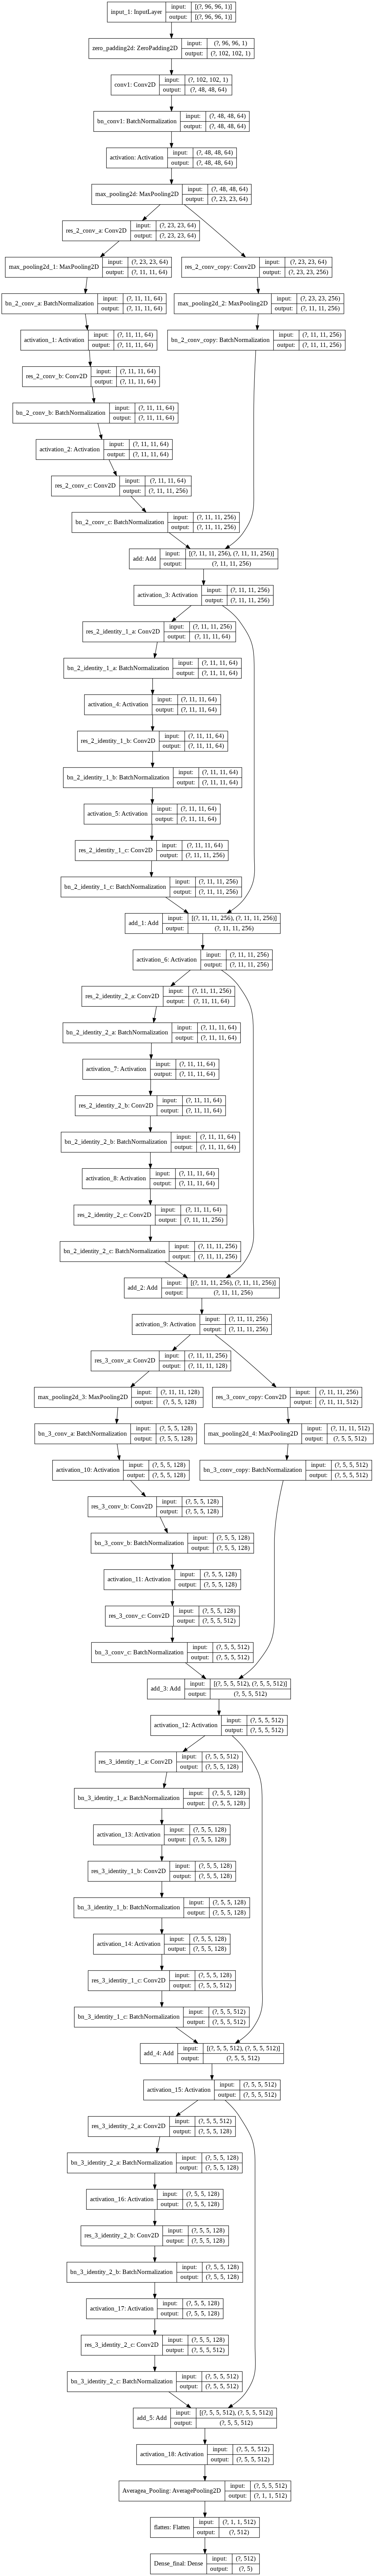 input_1: InputLayer
input: [(?, 96, 96, 1)]
output: [(?, 96, 96, 1)]
zero_padding2d: ZeroPadding2D
input: (?, 96, 96, 1)
output: (?, 102, 102, 1)
conv1: Conv2D
input: (?, 102, 102, 1)
output: (?, 48, 48, 64)
bn_conv1: BatchNormalization
input: (?, 48, 48, 64)
output: (?, 48, 48, 64)
activation: Activation
input: (?, 48, 48, 64)
output: (?, 48, 48, 64)
max_pooling2d: MaxPooling2D
input: (?, 48, 48, 64)
output: (?, 23, 23, 64)
res_2_conv_a: Conv2D
input: (?, 23, 23, 64)
output: (?, 23, 23, 64)
max_pooling2d_1: MaxPooling2D
input: (?, 23, 23, 64)
output: (?, 11, 11, 64)
res_2_conv_copy: Conv2D
input: (?, 23, 23, 64)
output: (?, 23, 23, 256)
bn_2_conv_a: BatchNormalization
input: (?, 11, 11, 64)
output: (?, 11, 11, 64)
max_pooling2d_2: MaxPooling2D
input: (?, 23, 23, 256)
output: (?, 11, 11, 256)
activation_1: Activation
input: (?, 11, 11, 64)
output: (?, 11, 11, 64)
bn_2_conv_copy: BatchNormalization
input: (?, 11, 11, 256)
output: (?, 11, 11, 256)
res_2_conv_b: Conv2D
input: (?, 11, 11, 64)
output: (?, 11, 11, 64)
bn_2_conv_b: BatchNormalization
input: (?, 11, 11, 64)
output: (?, 11, 11, 64)
activation_2: Activation
input: (?, 11, 11, 64)
output: (?, 11, 11, 64)
res_2_conv_c: Conv2D
input: (?, 11, 11, 64)
output: (?, 11, 11, 256)
bn_2_conv_c: BatchNormalization
input: (?, 11, 11, 256)
output: (?, 11, 11, 256)
add: Add
input: [(?, 11, 11, 256), (?, 11, 11, 256)]
output: (?, 11, 11, 256)
activation_3: Activation
input: (?, 11, 11, 256)
output: (?, 11, 11, 256)
res_2_identity_1_a: Conv2D
input: (?, 11, 11, 256)
output: (?, 11, 11, 64)
bn_2_identity_1_a: BatchNormalization
input: (?, 11, 11, 64)
output: (?, 11, 11, 64)
activation_4: Activation
input: (?, 11, 11, 64)
output: (?, 11, 11, 64)
res_2_identity_1_b: Conv2D
input: (?, 11, 11, 64)
output: (?, 11, 11, 64)
bn_2_identity_1_b: BatchNormalization
input: (?, 11, 11, 64)
output: (?, 11, 11, 64)
activation_5: Activation
input: (?, 11, 11, 64)
output: (?, 11, 11, 64)
res_2_identity_1_c: Conv2D
input: (?, 11, 11, 64)
output: (?, 11, 11, 256)
bn_2_identity_1_c: BatchNormalization
input: (?, 11, 11, 256)
output: (?, 11, 11, 256)
add_1: Add
input: [(?, 11, 11, 256), (?, 11, 11, 256)]
output: (?, 11, 11, 256)
activation_6: Activation
input: (?, 11, 11, 256)
output: (?, 11, 11, 256)
res_2_identity_2_a: Conv2D
input: (?, 11, 11, 256)
output: (?, 11, 11, 64)
bn_2_identity_2_a: BatchNormalization
input: (?, 11, 11, 64)
output: (?, 11, 11, 64)
activation_7: Activation
input: (?, 11, 11, 64)
output: (?, 11, 11, 64)
res_2_identity_2_b: Conv2D
input: (?, 11, 11, 64)
output: (?, 11, 11, 64)
bn_2_identity_2_b: BatchNormalization
input: (?, 11, 11, 64)
output: (?, 11, 11, 64)
activation_8: Activation
input: (?, 11, 11, 64)
output: (?, 11, 11, 64)
res_2_identity_2_c: Conv2D
input: (?, 11, 11, 64)
output: (?, 11, 11, 256)
bn_2_identity_2_c: BatchNormalization
input: (?, 11, 11, 256)
output: (?, 11, 11, 256)
add_2: Add
input: [(?, 11, 11, 256), (?, 11, 11, 256)]
output: (?, 11, 11, 256)
activation_9: Activation
input: (?, 11, 11, 256)
output: (?, 11, 11, 256)
res_3_conv_a: Conv2D
input: (?, 11, 11, 256)
output: (?, 11, 11, 128)
max_pooling2d_3: MaxPooling2D
input: (?, 11, 11, 128)
output: (?, 5, 5, 128)
res_3_conv_copy: Conv2D
input: (?, 11, 11, 256)
output: (?, 11, 11, 512)
bn_3_conv_a: BatchNormalization
input: (?, 5, 5, 128)
output: (?, 5, 5, 128)
max_pooling2d_4: MaxPooling2D
input: (?, 11, 11, 512)
output: (?, 5, 5, 512)
activation_10: Activation
input: (?, 5, 5, 128)
output: (?, 5, 5, 128)
bn_3_conv_copy: BatchNormalization
input: (?, 5, 5, 512)
output: (?, 5, 5, 512)
res_3_conv_b: Conv2D
input: (?, 5, 5, 128)
output: (?, 5, 5, 128)
bn_3_conv_b: BatchNormalization
input: (?, 5, 5, 128)
output: (?, 5, 5, 128)
activation_11: Activation
input: (?, 5, 5, 128)
output: (?, 5, 5, 128)
res_3_conv_c: Conv2D
input: (?, 5, 5, 128)
output: (?, 5, 5, 512)
bn_3_conv_c: BatchNormalization
input: (?, 5, 5, 512)
output: (?, 5, 5, 512)
add_3: Add
input: [(?, 5, 5, 512), (?, 5, 5, 512)]
output: (?, 5, 5, 512)
activation_12: Activation
input: (?, 5, 5, 512)
output: (?, 5, 5, 512)
res_3_identity_1_a: Conv2D
input: (?, 5, 5, 512)
output: (?, 5, 5, 128)
bn_3_identity_1_a: BatchNormalization
input: (?, 5, 5, 128)
output: (?, 5, 5, 128)
activation_13: Activation
input: (?, 5, 5, 128)
output: (?, 5, 5, 128)
res_3_identity_1_b: Conv2D
input: (?, 5, 5, 128)
output: (?, 5, 5, 128)
bn_3_identity_1_b: BatchNormalization
input: (?, 5, 5, 128)
output: (?, 5, 5, 128)
activation_14: Activation
input: (?, 5, 5, 128)
output: (?, 5, 5, 128)
res_3_identity_1_c: Conv2D
input: (?, 5, 5, 128)
output: (?, 5, 5, 512)
bn_3_identity_1_c: BatchNormalization
input: (?, 5, 5, 512)
output: (?, 5, 5, 512)
add_4: Add
input: [(?, 5, 5, 512), (?, 5, 5, 512)]
output: (?, 5, 5, 512)
activation_15: Activation
input: (?, 5, 5, 512)
output: (?, 5, 5, 512)
res_3_identity_2_a: Conv2D
input: (?, 5, 5, 512)
output: (?, 5, 5, 128)
bn_3_identity_2_a: BatchNormalization
input: (?, 5, 5, 128)
output: (?, 5, 5, 128)
activation_16: Activation
input: (?, 5, 5, 128)
output: (?, 5, 5, 128)
res_3_identity_2_b: Conv2D
input: (?, 5, 5, 128)
output: (?, 5, 5, 128)
bn_3_identity_2_b: BatchNormalization
input: (?, 5, 5, 128)
output: (?, 5, 5, 128)
activation_17: Activation
input: (?, 5, 5, 128)
output: (?, 5, 5, 128)
res_3_identity_2_c: Conv2D
input: (?, 5, 5, 128)
output: (?, 5, 5, 512)
bn_3_identity_2_c: BatchNormalization
input: (?, 5, 5, 512)
output: (?, 5, 5, 512)
add_5: Add
input: [(?, 5, 5, 512), (?, 5, 5, 512)]
output: (?, 5, 5, 512)
activation_18: Activation
input: (?, 5, 5, 512)
output: (?, 5, 5, 512)
Averagea_Pooling: AveragePooling2D
input: (?, 5, 5, 512)
output: (?, 1, 1, 512)
flatten: Flatten
input: (?, 1, 1, 512)
output: (?, 512)
Dense_final: Dense
input: (?, 512)
output: (?, 5)